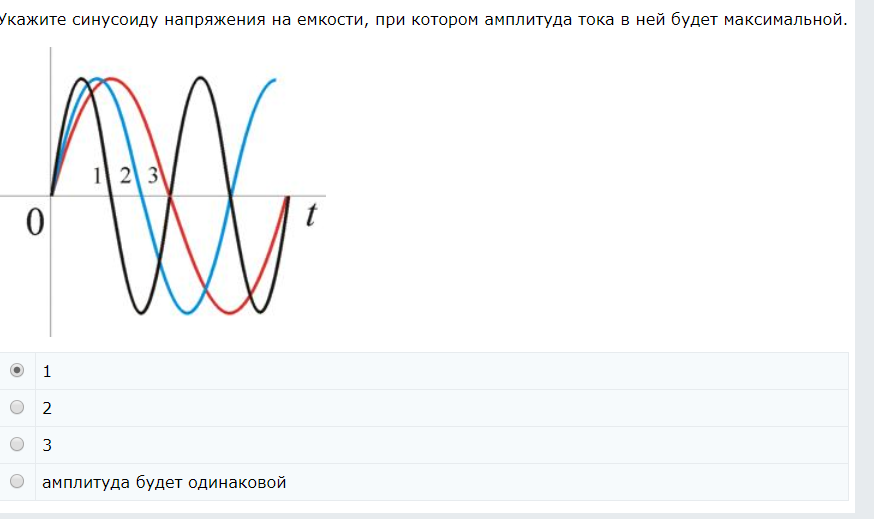 Укажите синусоиду напряжения на емкости, при котором амплитуда тока в ней будет максимальной.
1 2 3
0
t
1
2
3
амплитуда будет одинаковой